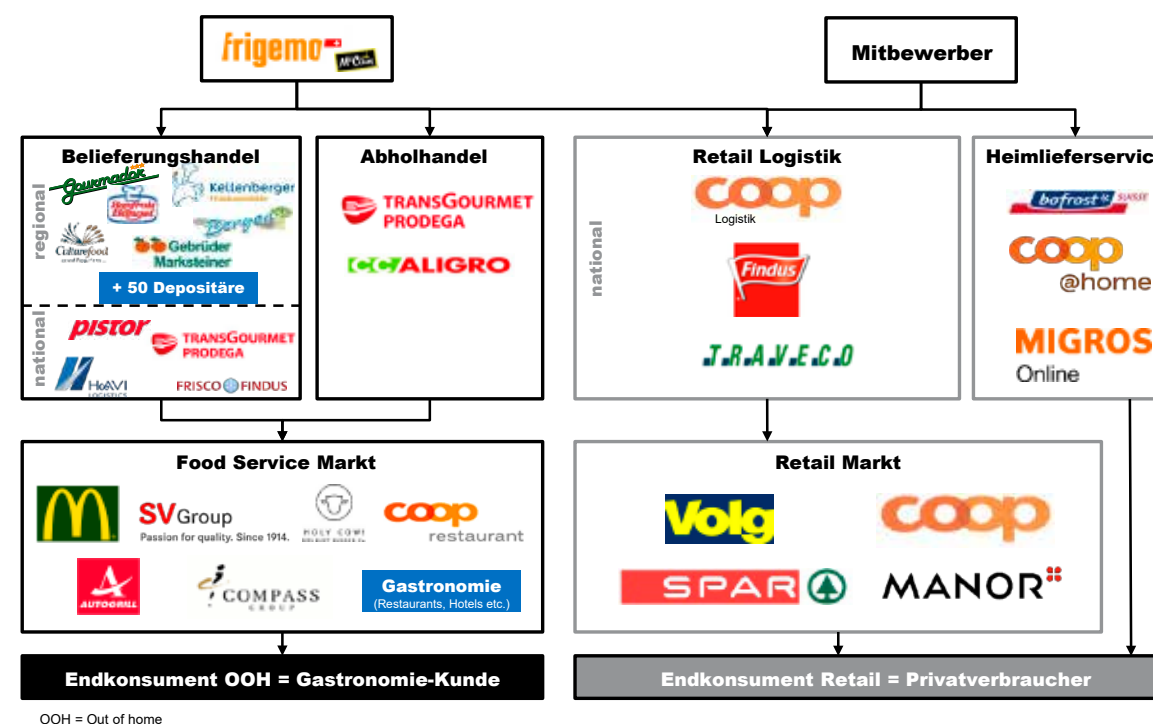 frigemo
McCain
Mitbewerber
Belieferungshandel
regional
Gourmador
Kellenberger
Culturefood
Gebrüder
Marksteiner
+ 50 Depositäre
national
PISTOR
TRANSGOURMET
PRODEGA
HeAVI
LOGISTICS
FRISCO FINDUS
Abholhandel
TRANSGOURMET
PRODEGA
CC ALIGRO
Retail Logistik
national
coop
Logistik
Findus
T.R.A.V.E.C.O
Heimlieferservic
bofrost* SUISSE
coop
@home
MIGROS
Online
Food Service Markt
M
SV Group
Passion for quality. Since 1914.
HOLY COW!
coop
restaurant
A
AUTOGRILL
COMPASS
GROUP
Gastronomie
(Restaurants, Hotels etc.)
Retail Markt
Volg
coop
SPAR
MANOR
Endkonsument OOH = Gastronomie-Kunde
Endkonsument Retail = Privatverbraucher
OOH = Out of home